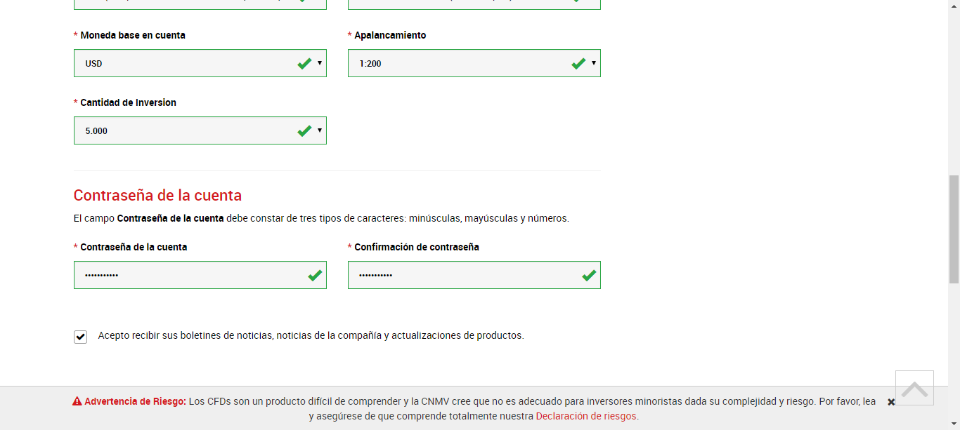 * Moneda base en cuenta
* Apalancamiento
USD
1:200
* Cantidad de Inversion
5.000
Contraseña de la cuenta
El campo Contraseña de la cuenta debe constar de tres tipos de caracteres: minúsculas, mayúsculas y números.
* Contraseña de la cuenta
* Confirmación de contraseña
•••••••••••
•••••••••••
Acepto recibir sus boletines de noticias, noticias de la compañía y actualizaciones de productos.
Advertencia de Riesgo: Los CFDs son un producto difícil de comprender y la CNMV cree que no es adecuado para inversores minoristas dada su complejidad y riesgo. Por favor, lea
y asegúrese de que comprende totalmente nuestra Declaración de riesgos.